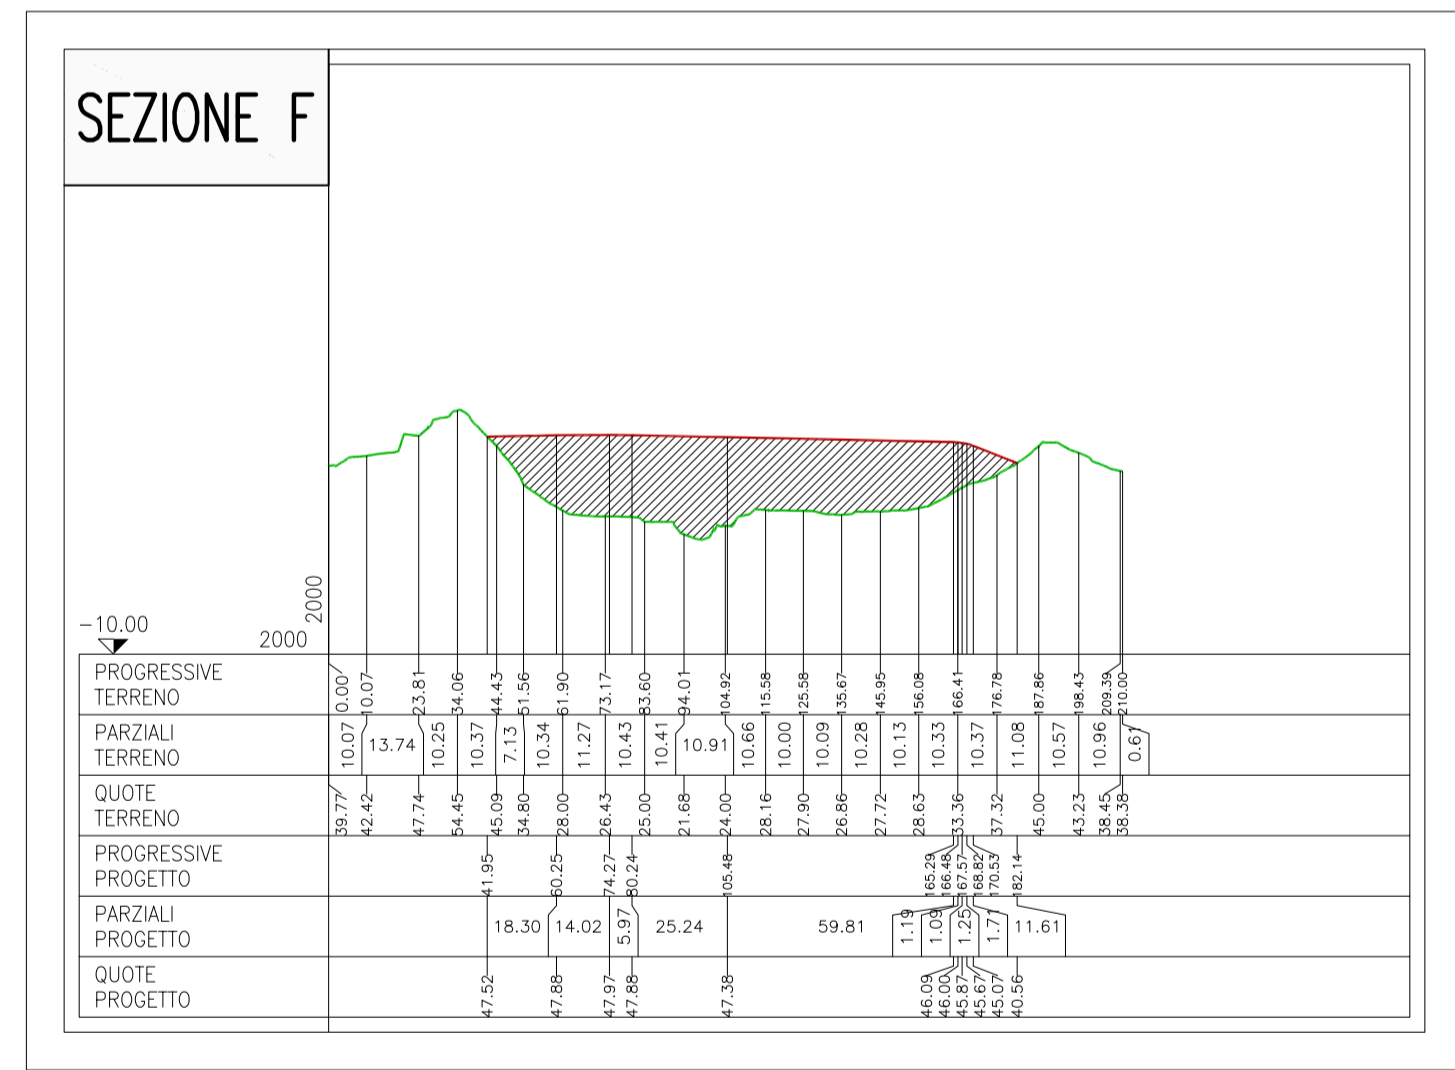 SEZIONE F
2000
-10.00
2000
PROGRESSIVE
TERRENO
0.00 10.07 23.81 34.06 44.43 51.56 61.90 73.17 83.60 94.01 104.92 115.58 125.58 135.67 145.95 156.08 166.41 176.78 187.86 198.43 209.39 210.00
PARZIALI
TERRENO
10.07 13.74 10.25 10.37 7.13 10.34 11.27 10.43 10.41 10.91 10.66 10.00 10.09 10.28 10.13 10.33 10.37 11.08 10.57 10.96 0.61
QUOTE
TERRENO
39.77 42.42 47.74 54.45 45.09 34.80 28.00 26.43 25.00 21.68 24.00 28.16 27.90 26.86 27.72 28.63 33.36 37.32 45.00 43.23 38.45 38.38
PROGRESSIVE
PROGETTO
41.95 60.25 74.27 80.24 105.48 165.29 166.48 167.57 168.82 170.53 182.14
PARZIALI
PROGETTO
18.30 14.02 5.97 25.24 59.81 1.19 1.09 1.25 1.71 11.61
QUOTE
PROGETTO
47.52 47.88 47.97 47.88 47.38 46.09 46.00 45.87 45.67 45.07 40.56